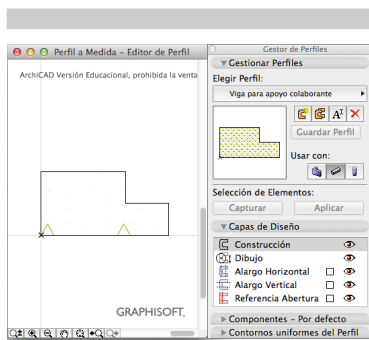 Perfil a Medida - Editor de Perfil
ArchiCAD Versión Educacional, prohibida la venta
GRAPHISOFT.
Gestor de Perfiles
Gestionar Perfiles
Elegir Perfil:
Viga para apoyo colaborante
Guardar Perfil
Usar con:
Selección de Elementos:
Capturar Aplicar
Capas de Diseño
Construcción
Dibujo
Alargo Horizontal
Alargo Vertical
Referencia Abertura
Componentes - Por defecto
Contornos uniformes del Perfil